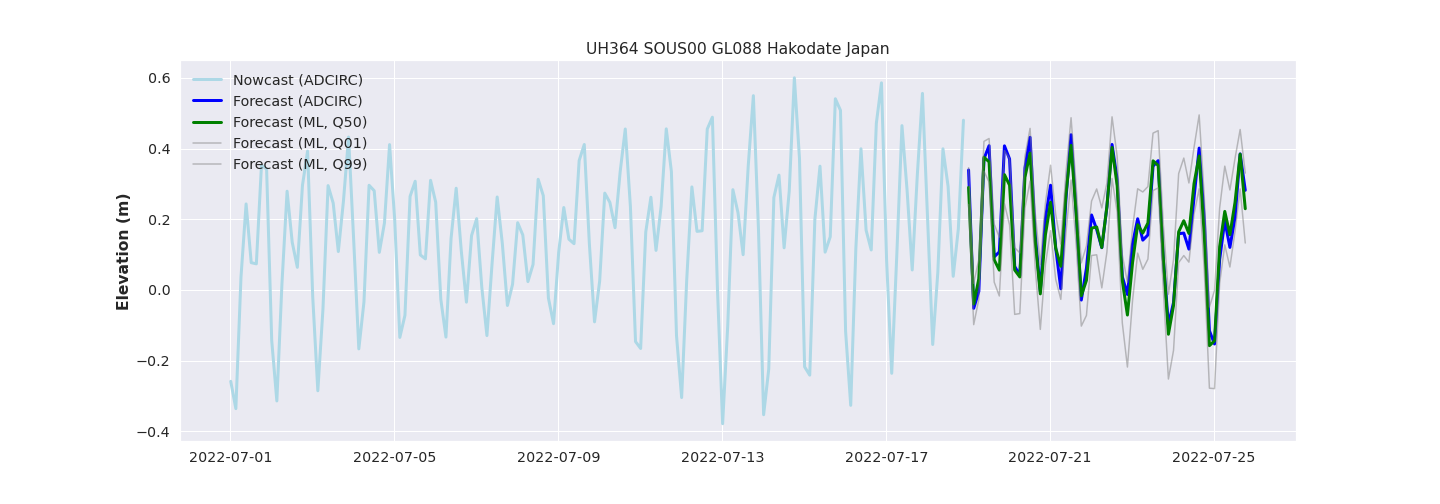 UH364 SOUS00 GL088 Hakodate Japan
Elevation (m)
0.6
0.4
0.2
0.0
−0.2
−0.4
Nowcast (ADCIRC)
Forecast (ADCIRC)
Forecast (ML, Q50)
Forecast (ML, Q01)
Forecast (ML, Q99)
2022-07-01 2022-07-05 2022-07-09 2022-07-13 2022-07-17 2022-07-21 2022-07-25